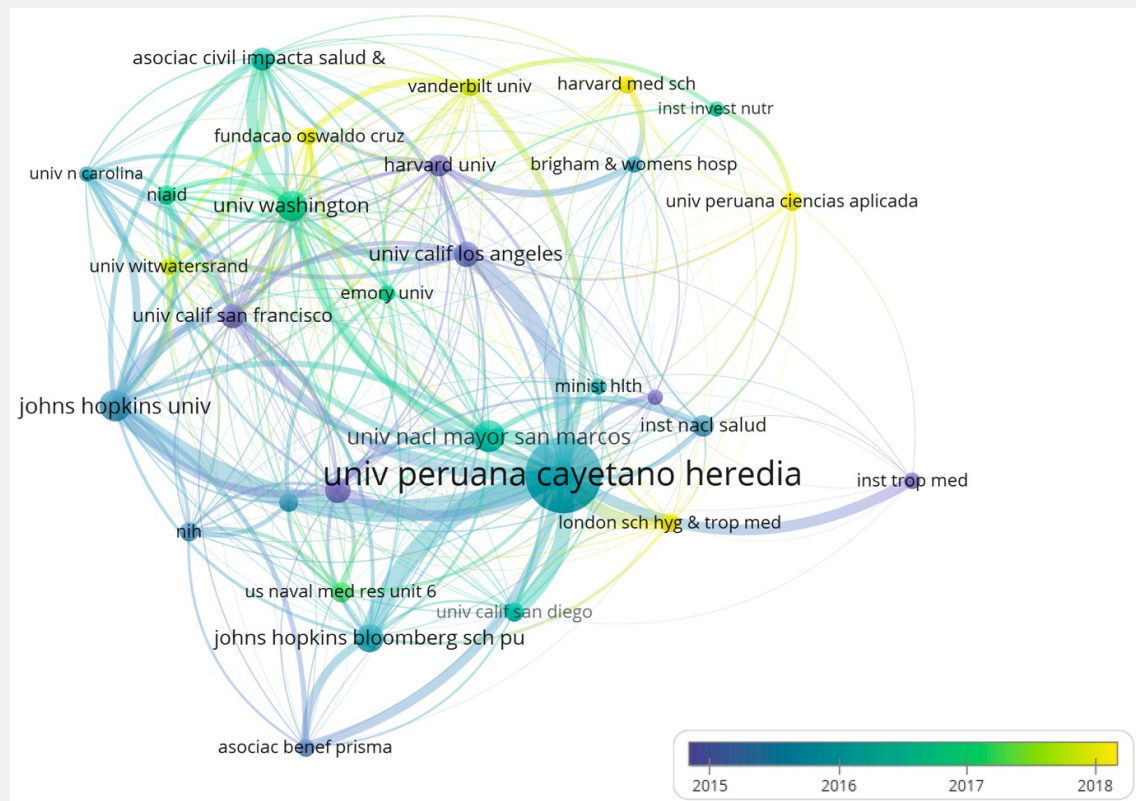 asociac civil impacta salud &
vanderbilt univ
harvard med sch
inst invest nutr
fundacao oswaldo cruz
harvard univ
brigham & womens hosp
univ n carolina
niaid
univ washington
univ peruana ciencias aplicada
univ calif los angeles
univ witwatersrand
emory univ
univ calif san francisco
minist hlth
johns hopkins univ
inst nacl salud
univ nacl mayor san marcos
univ peruana cayetano heredia
inst trop med
london sch hyg & trop med
nih
us naval med res unit 6
univ calif san diego
johns hopkins bloomberg sch pu
asociac benef prisma
2015
2016
2017
2018